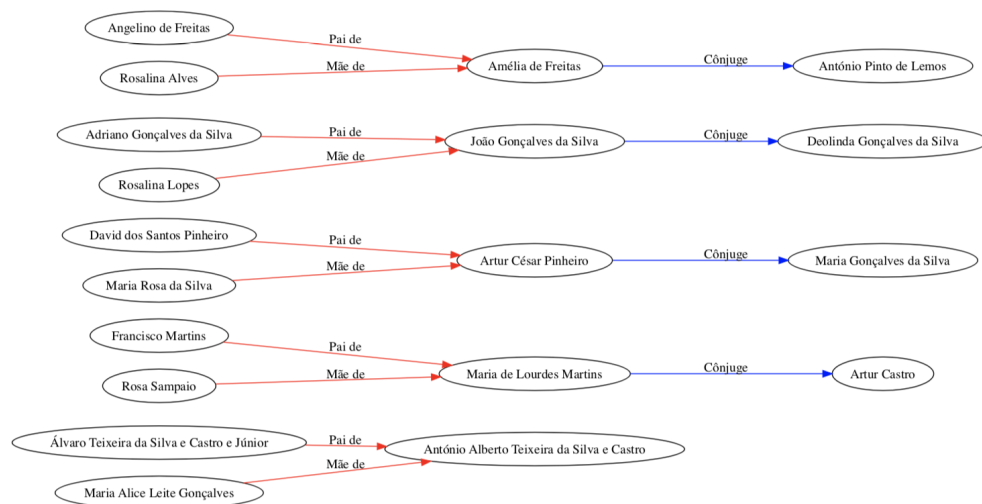 Angelino de Freitas
Pai de
Rosalina Alves
Mãe de
Amélia de Freitas
Cônjuge
António Pinto de Lemos
Adriano Gonçalves da Silva
Pai de
Rosalina Lopes
Mãe de
João Gonçalves da Silva
Cônjuge
Deolinda Gonçalves da Silva
David dos Santos Pinheiro
Pai de
Maria Rosa da Silva
Mãe de
Artur César Pinheiro
Cônjuge
Maria Gonçalves da Silva
Francisco Martins
Pai de
Rosa Sampaio
Mãe de
Maria de Lourdes Martins
Cônjuge
Artur Castro
Álvaro Teixeira da Silva e Castro e Júnior
Pai de
Maria Alice Leite Gonçalves
Mãe de
António Alberto Teixeira da Silva e Castro